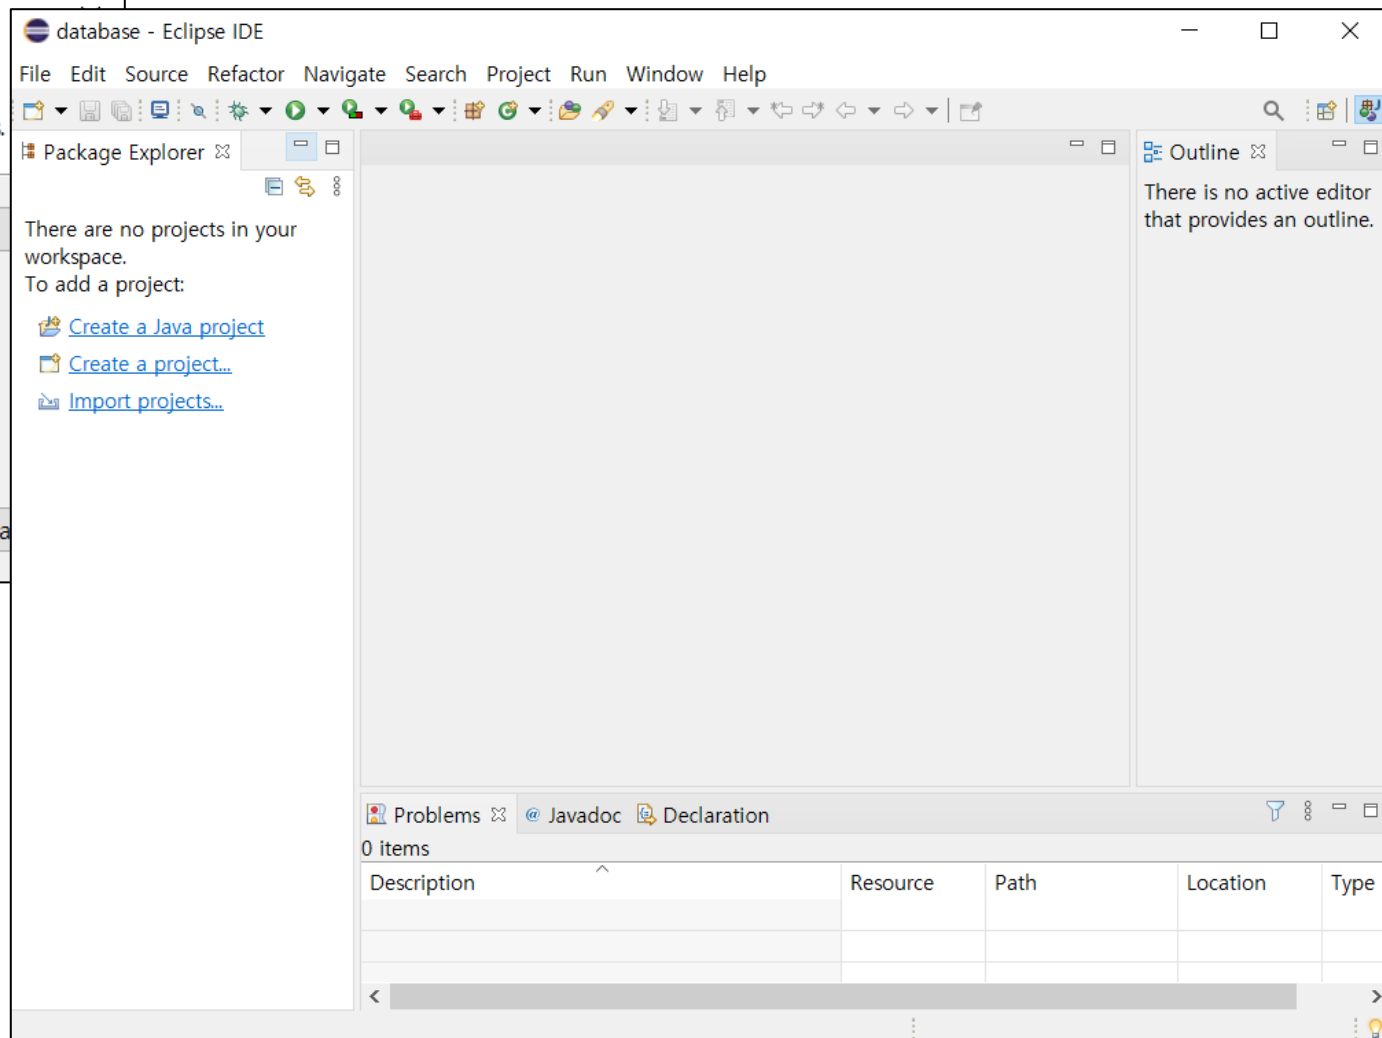 database - Eclipse IDE
File Edit Source Refactor Navigate Search Project Run Window Help
Package Explorer
Outline
There are no projects in your
workspace.
To add a project:
Create a Java project
Create a project...
Import projects...
There is no active editor
that provides an outline.
Problems @ Javadoc Declaration
0 items
Description Resource Path Location Type